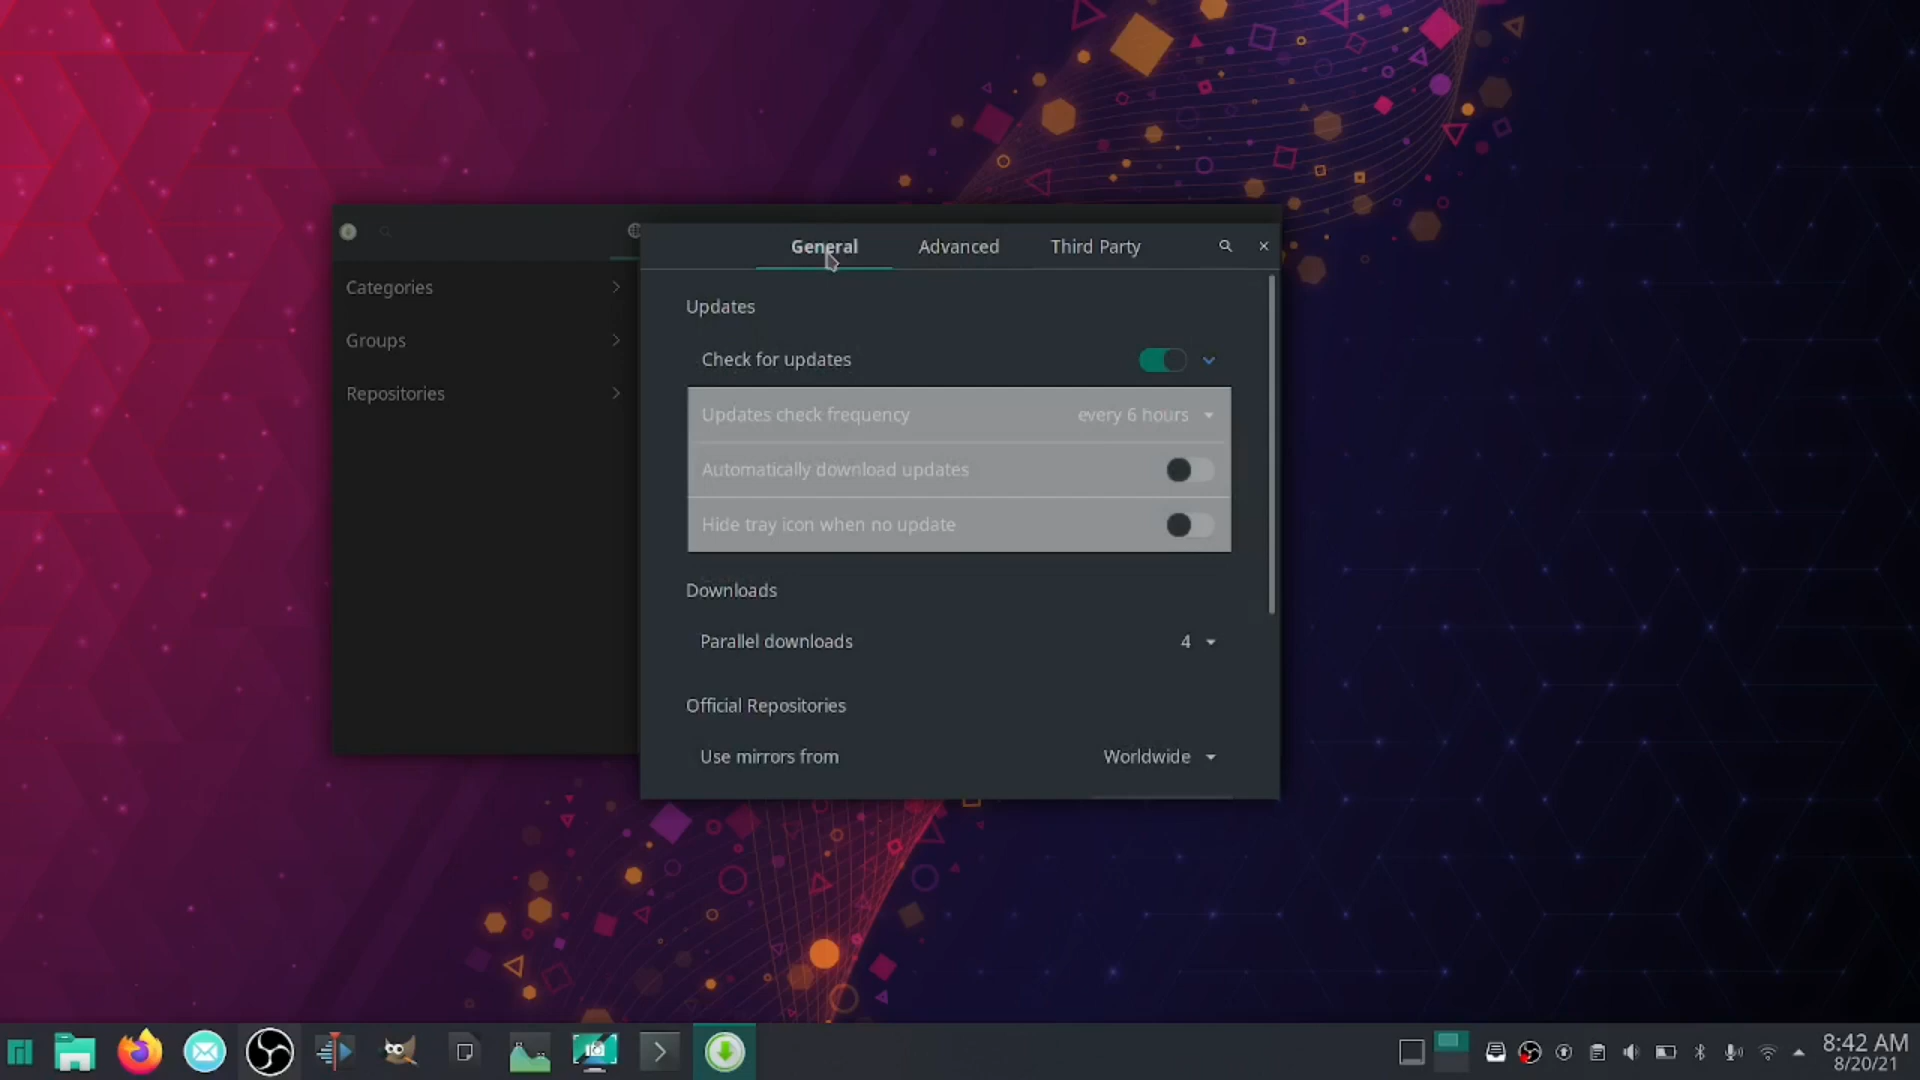 General Advanced Third Party
Categories
Groups
Repositories
Updates
Check for updates
Updates check frequency every 6 hours
Automatically download updates
Hide tray icon when no update
Downloads
Parallel downloads 4
Official Repositories
Use mirrors from Worldwide
8:42 AM
8/20/21